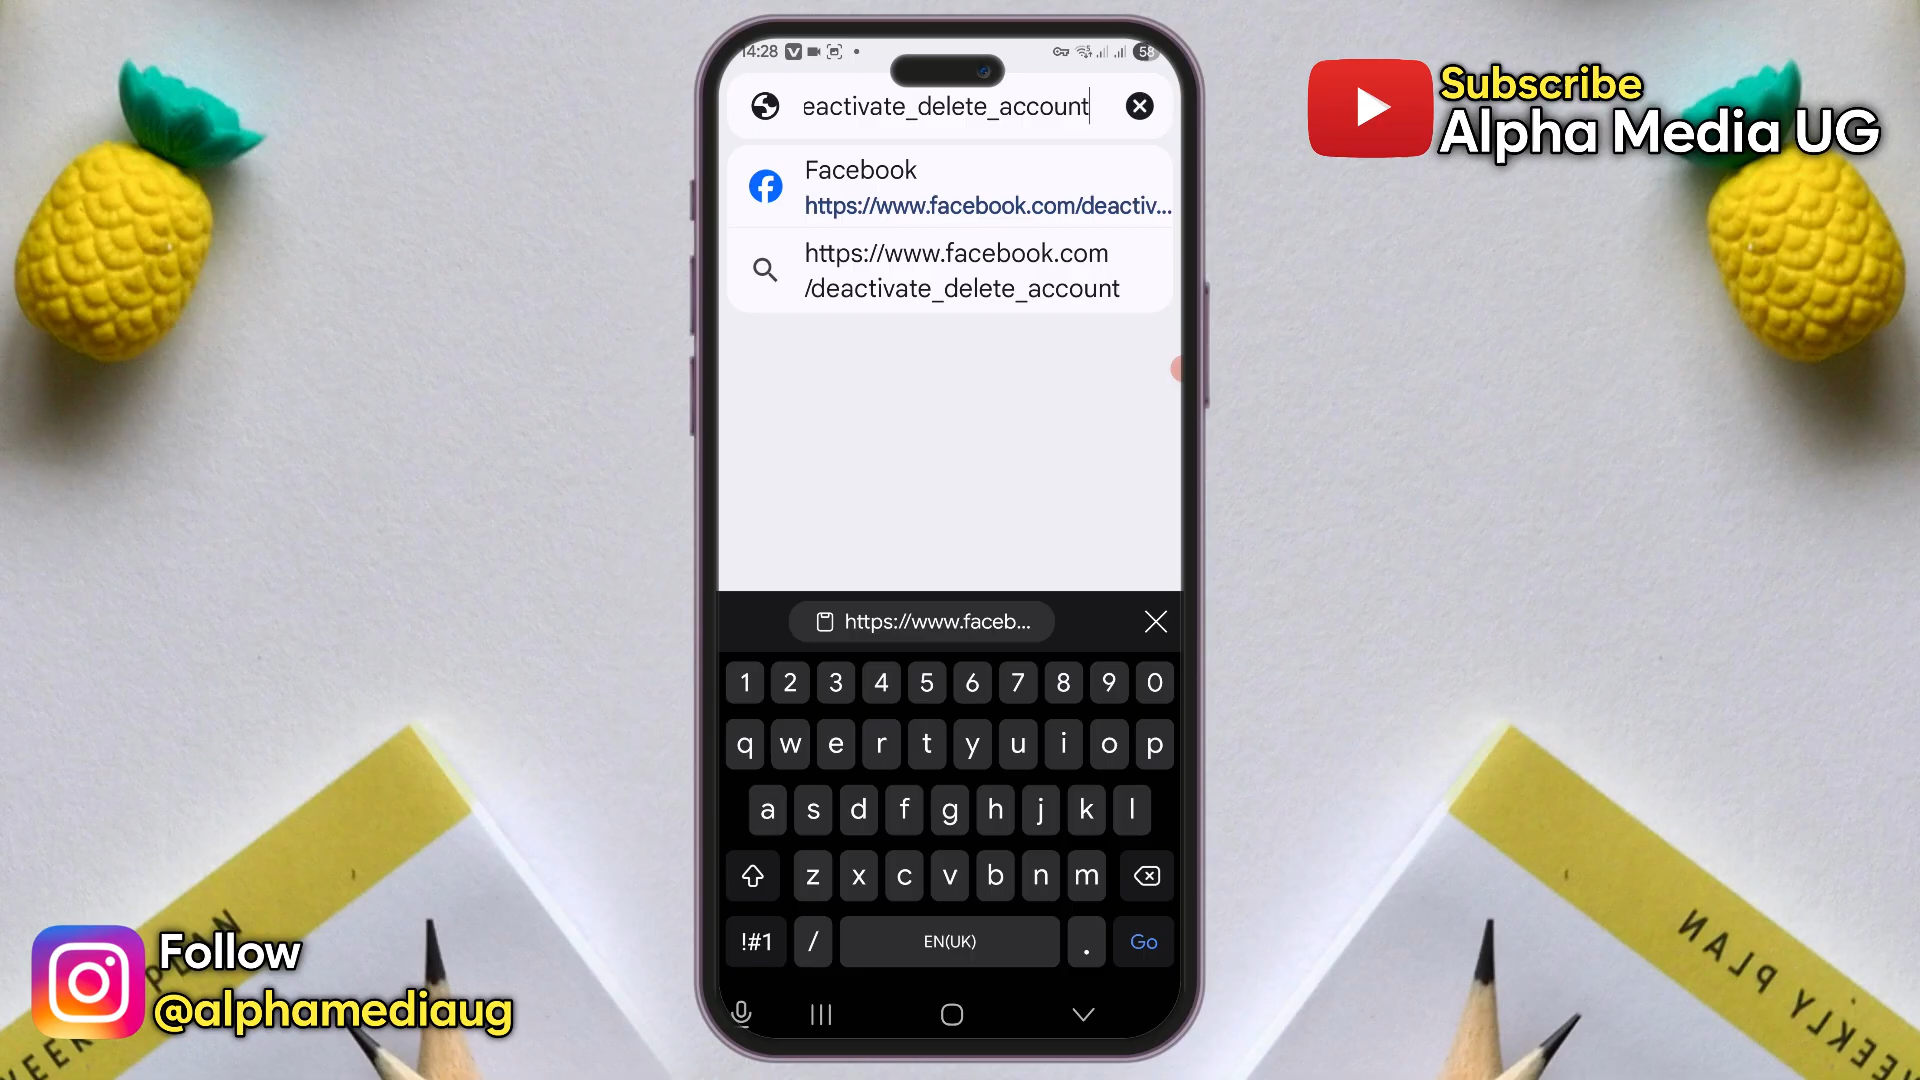 14:28
58
eactivate_delete_account
Facebook
https://www.facebook.com/deactiv...
https://www.facebook.com
/deactivate_delete_account
https://www.faceb...
1 2 3 4 5 6 7 8 9 0
q w e r t y u i o p
a s d f g h j k l
z x c v b n m
!#1 / EN(UK) . Go
Subscribe
Alpha Media UG
Follow
@alphamediaug
WEEKLY PLAN